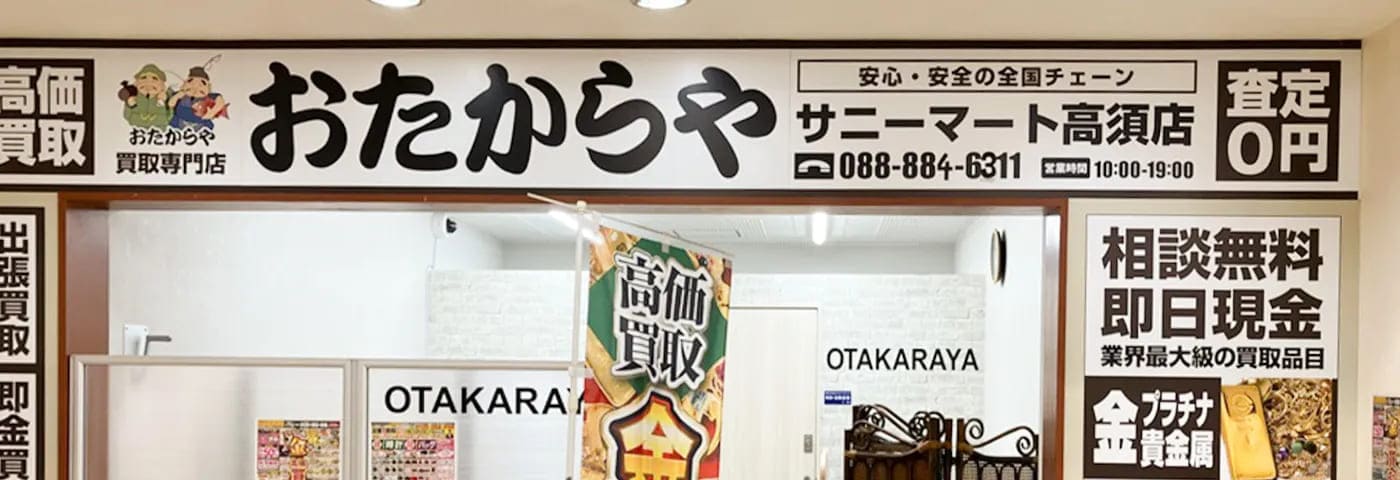 高価
買取
おたからや
買取専門店
おたからや
安心・安全の全国チェーン
サニーマート高須店
088-884-6311 営業時間 10:00-19:00
査定
0円
出張買取
即金買
高価
買取
金
OTAKARAY
OTAKARAYA
相談無料
即日現金
業界最大級の買取品目
金 プラチナ
貴金属